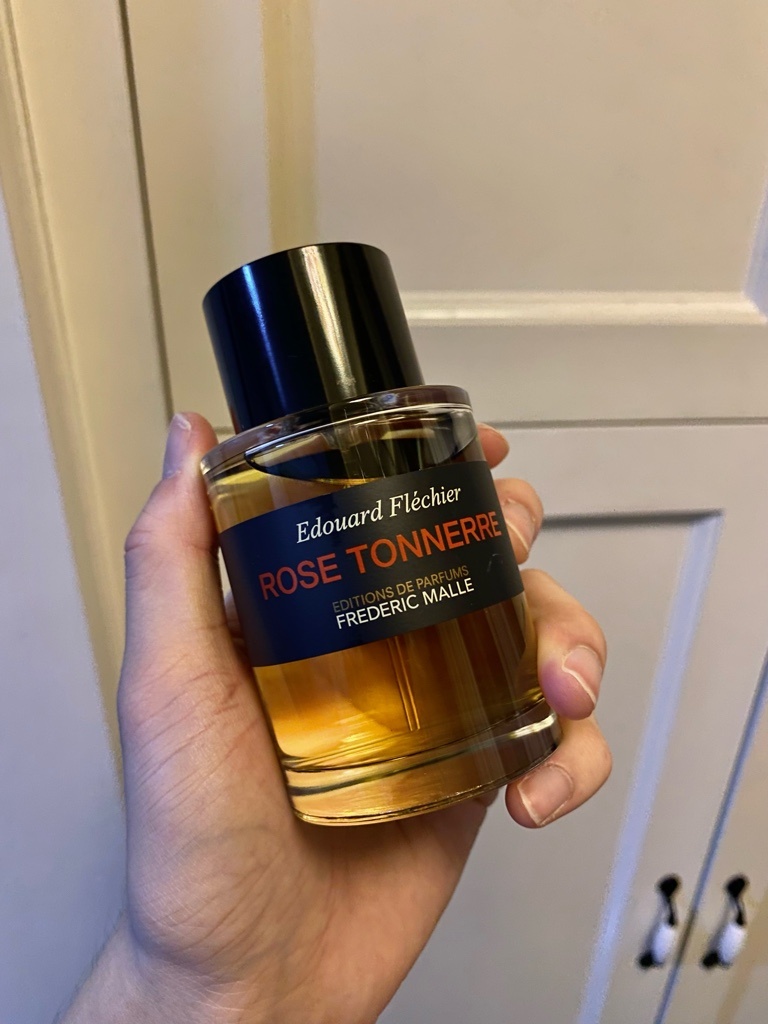 Edouard Fléchier
ROSE TONNERRE
EDITIONS DE PARFUMS
FREDERIC MALLE